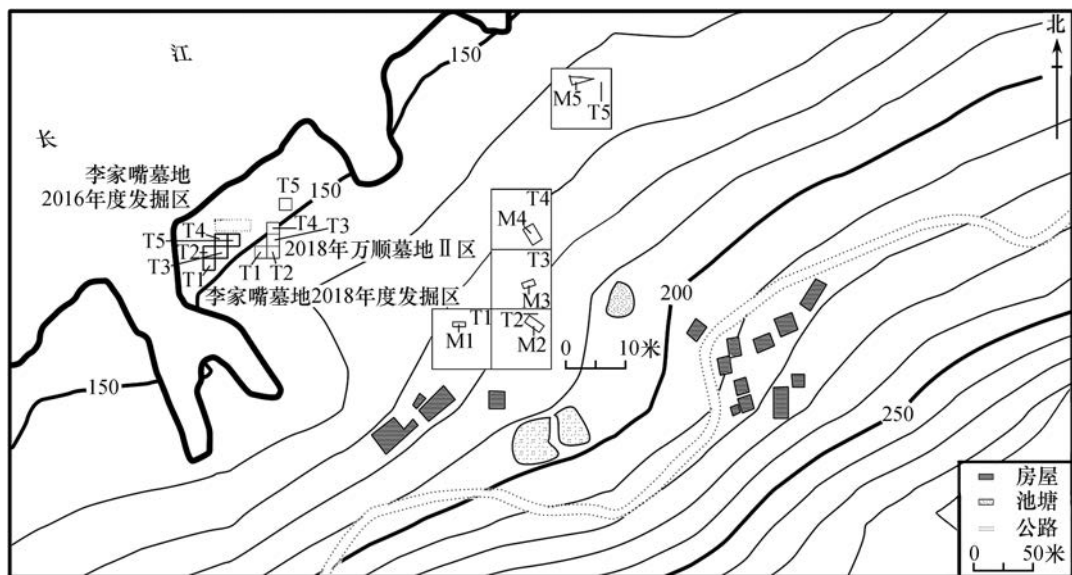 北
江
150
长
M5
T5
李家嘴墓地
2016年度发掘区
T5
150
T4
M4
T4
T5
T2
T3
T1
T4
T3
2018年万顺墓地Ⅱ区
T1
T2
李家嘴墓地2018年度发掘区
T3
M3
T1
M1
T2
M2
0
10米
200
150
250
房屋
池塘
公路
0
50米